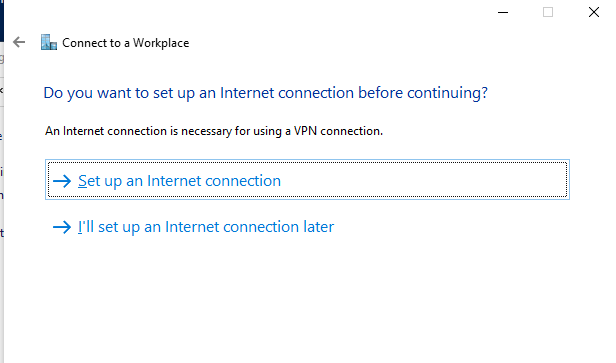 Connect to a Workplace
Do you want to set up an Internet connection before continuing?
An Internet connection is necessary for using a VPN connection.
Set up an Internet connection
I'll set up an Internet connection later